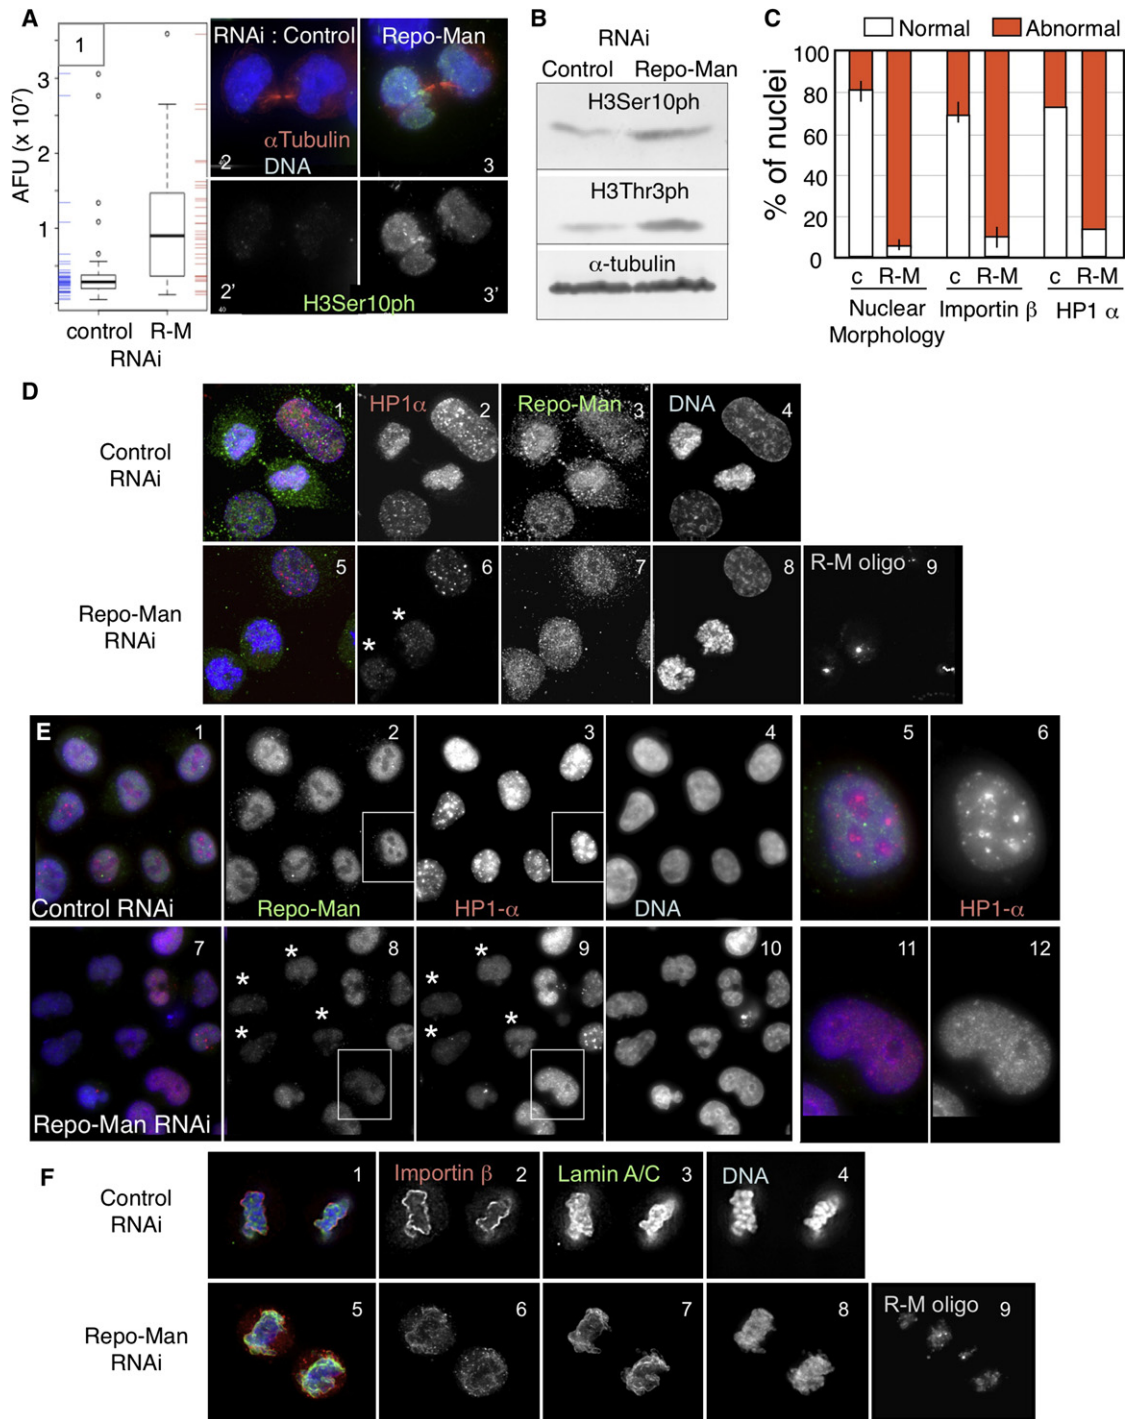 A
1
AFU (x 10⁷)
3
2
1
control
R-M
RNAi
RNAi : Control
Repo-Man
αTubulin
DNA
2
3
2'
3'
H3Ser10ph
40
B
RNAi
Control
Repo-Man
H3Ser10ph
H3Thr3ph
α-tubulin
C
Normal
Abnormal
% of nuclei
100
80
60
40
20
0
c R-M c R-M c R-M
Nuclear
Morphology
Importin β
HP1 α
D
Control
RNAi
1
HP1α 2
Repo-Man 3
DNA 4
Repo-Man
RNAi
5
6
*
*
7
8
R-M oligo 9
E
1
Control RNAi
2
Repo-Man
3
HP1-α
4
DNA
5
6
HP1-α
7
Repo-Man RNAi
8
*
*
*
*
9
*
*
*
*
10
11
12
F
Control
RNAi
1
Importin β 2
Lamin A/C 3
DNA 4
Repo-Man
RNAi
5
6
7
8
R-M oligo 9